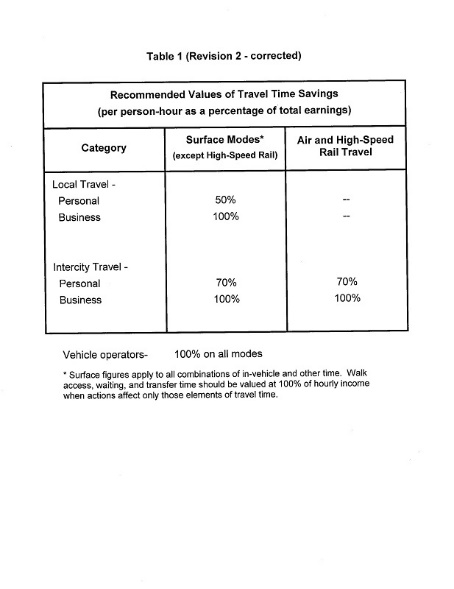 Table 1 (Revision 2 - corrected)
Recommended Values of Travel Time Savings
(per person-hour as a percentage of total earnings)
Category
Surface Modes*
(except High-Speed Rail)
Air and High-Speed
Rail Travel
Local Travel -
Personal 50% --
Business 100% --
Intercity Travel -
Personal 70% 70%
Business 100% 100%
Vehicle operators- 100% on all modes
* Surface figures apply to all combinations of in-vehicle and other time. Walk
access, waiting, and transfer time should be valued at 100% of hourly income
when actions affect only those elements of travel time.